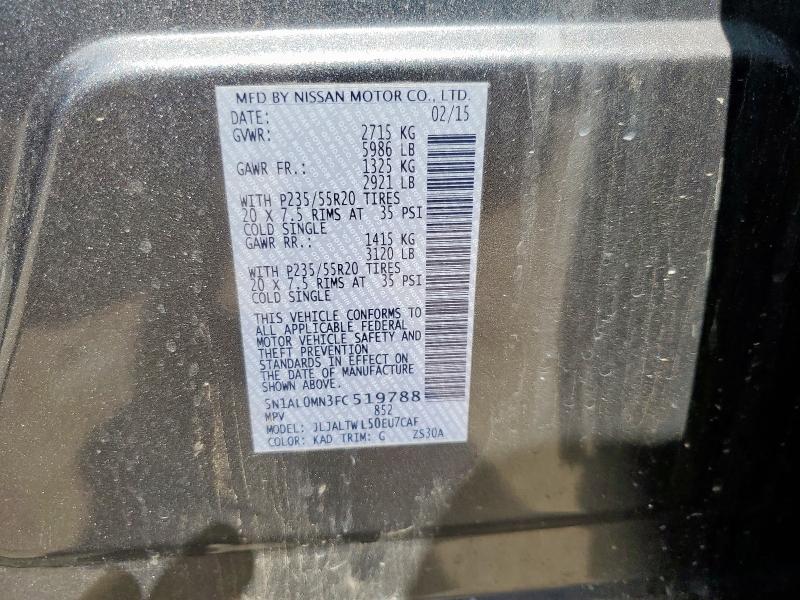 MFD BY NISSAN MOTOR CO., LTD.
DATE: 02/15
GVWR: 2715 KG
5986 LB
GAWR FR.: 1325 KG
2921 LB
WITH P235/55R20 TIRES
20 X 7.5 RIMS AT 35 PSI
COLD SINGLE
GAWR RR.: 1415 KG
3120 LB
WITH P235/55R20 TIRES
20 X 7.5 RIMS AT 35 PSI
COLD SINGLE
THIS VEHICLE CONFORMS TO
ALL APPLICABLE FEDERAL
MOTOR VEHICLE SAFETY AND
THEFT PREVENTION
STANDARDS IN EFFECT ON
THE DATE OF MANUFACTURE
SHOWN ABOVE.
5N1AL0MN3FC519788
MPV 852
MODEL: JLJALTWL50EU7CAF
COLOR: KAD TRIM: G ZS30A